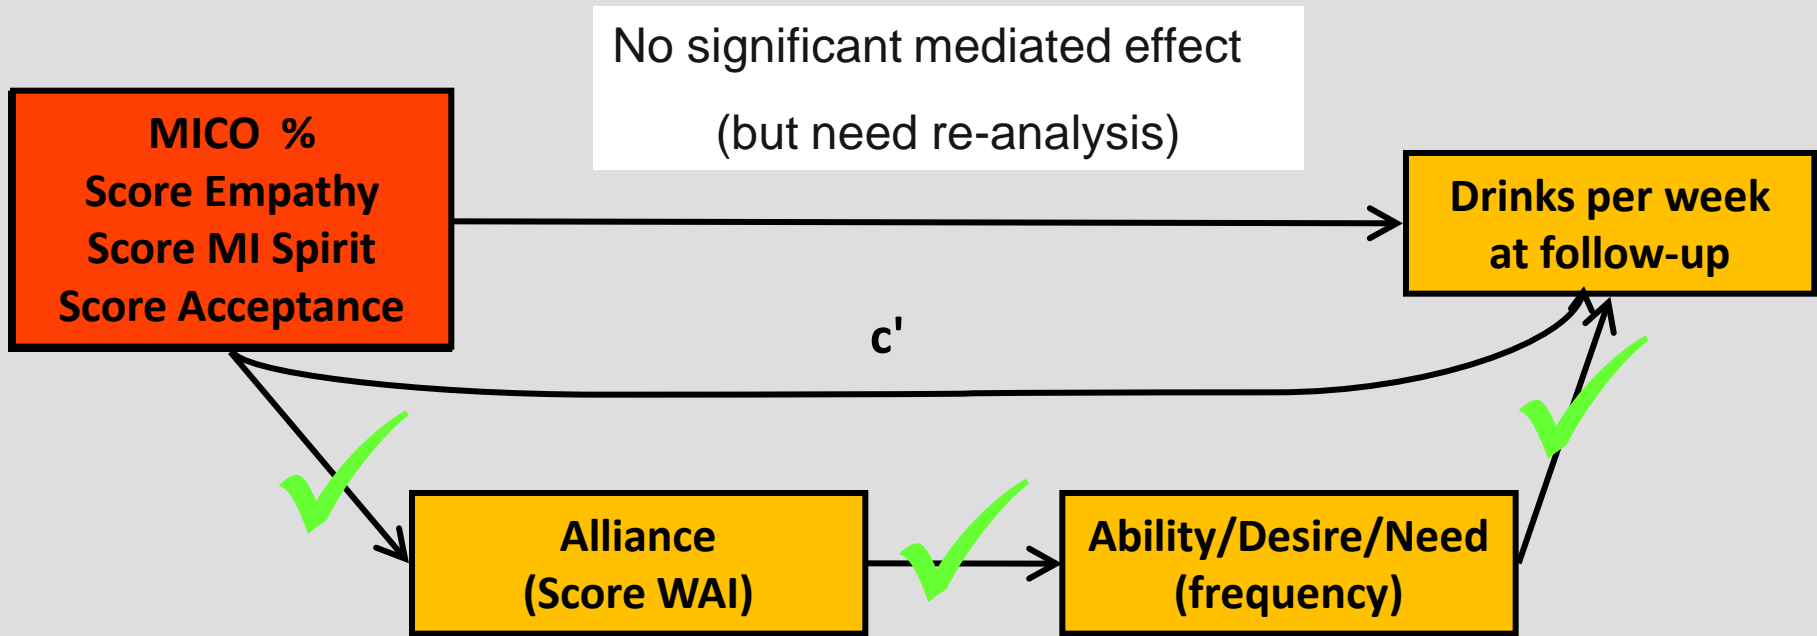 No significant mediated effect
(but need re-analysis)
MICO %
Score Empathy
Score MI Spirit
Score Acceptance
Drinks per week
at follow-up
c'
Alliance
(Score WAI)
Ability/Desire/Need
(frequency)